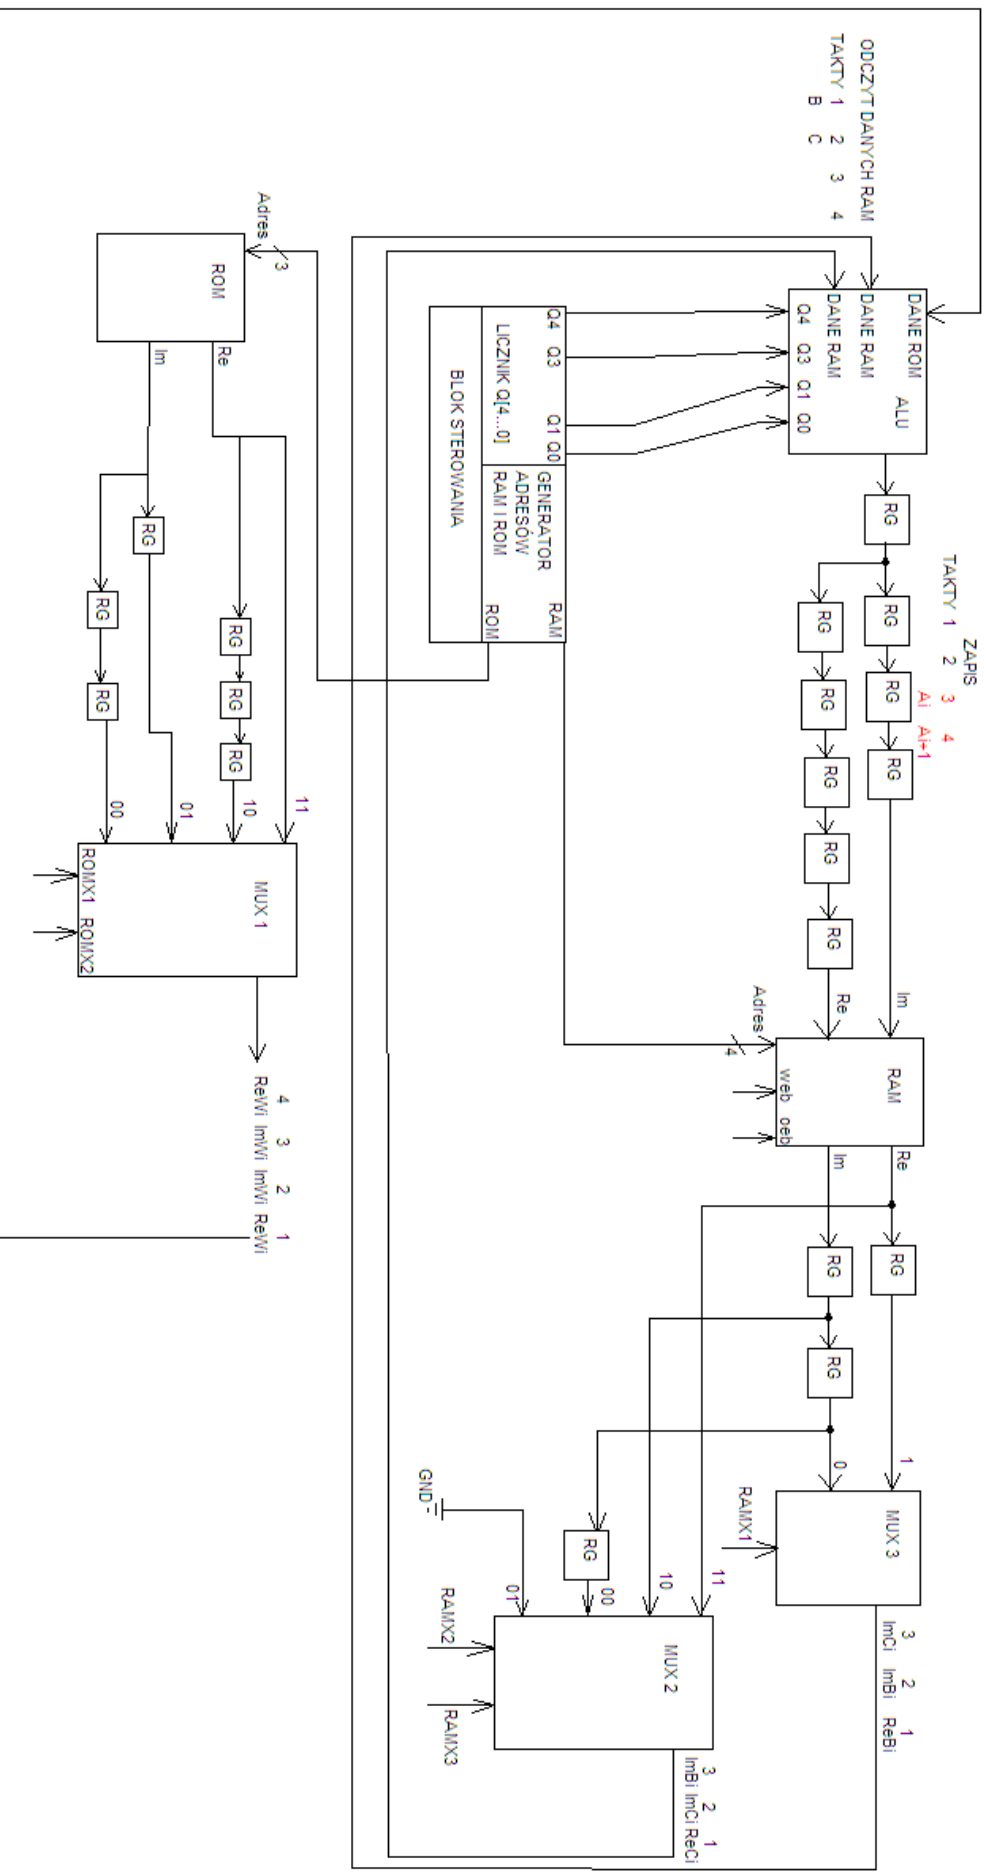 ODCZYT DANYCH RAM
TAKTY 1 2 3 4
B C
DANE ROM
ALU
DANE RAM
DANE RAM
Q4 Q3 Q1 Q0
Q4 Q3 Q1 Q0
LICZNIK Q[4...0]
GENERATOR
ADRESÓW
RAM I ROM
RAM
ROM
BLOK STEROWANIA
ZAPIS
TAKTY 1 2 3 4
Ai Ai+1
RG
RG
RG
RG
RG
RG
RG
RG
RG
Im
Re
Adres
4
RAM
web oeb
Re
Im
RG
RG
RG
RG
1
0
MUX 3
RAMX1
3 2 1
ImCi ImBi ReBi
11
10
00
01
GND
MUX 2
RAMX2
RAMX3
3 2 1
ImBi ImCi ReCi
Adres
3
ROM
Re
Im
RG
RG
RG
RG
RG
RG
11
10
01
00
MUX 1
ROMX1 ROMX2
4 3 2 1
ReWi ImWi ImWi ReWi